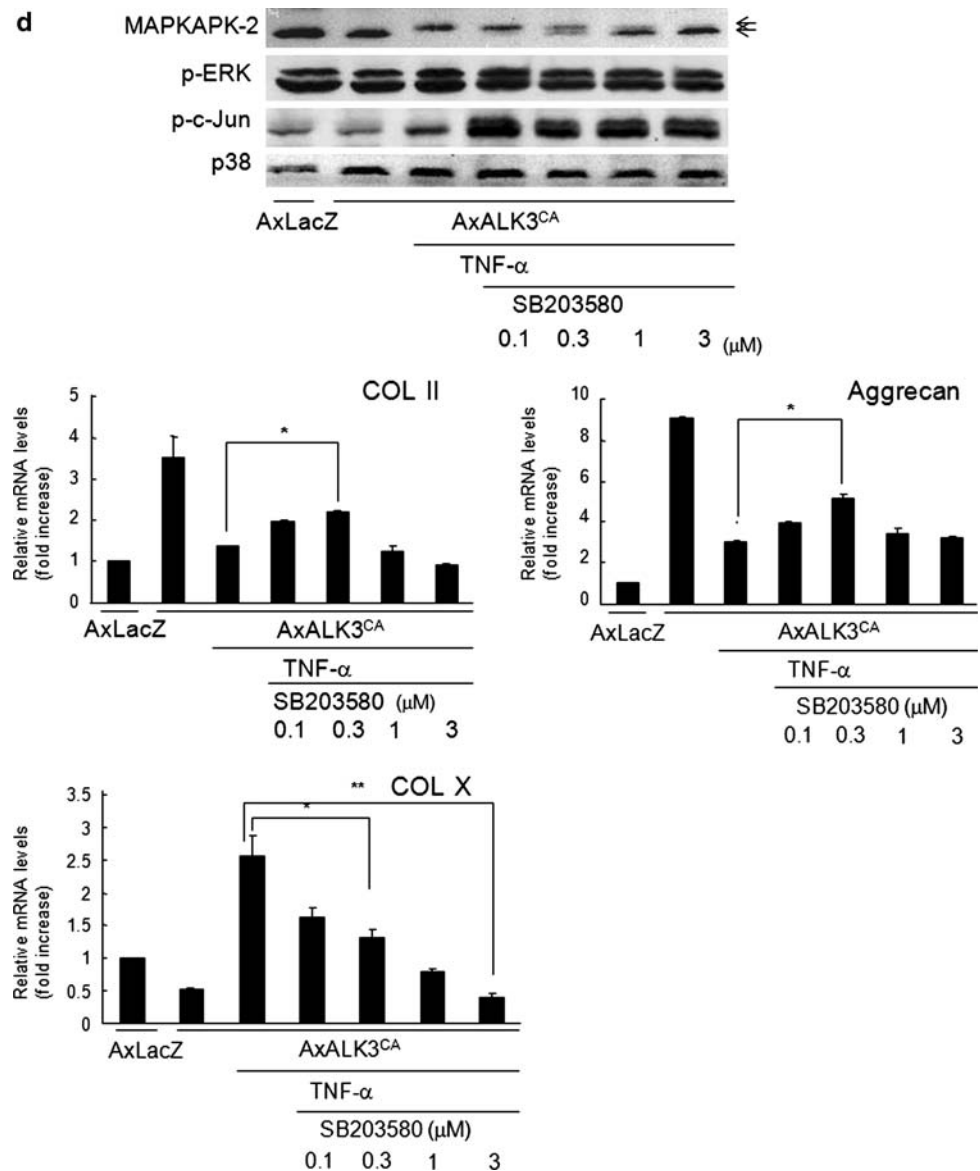 d
MAPKAPK-2
p-ERK
p-c-Jun
p38
AxLacZ AxALK3CA
TNF-α
SB203580
0.1 0.3 1 3 (μM)
COL II
Relative mRNA levels
(fold increase)
5
4
3
2
1
0
*
AxLacZ AxALK3CA
TNF-α
SB203580 (μM)
0.1 0.3 1 3
Aggrecan
Relative mRNA levels
(fold increase)
10
8
6
4
2
0
*
AxLacZ AxALK3CA
TNF-α
SB203580 (μM)
0.1 0.3 1 3
COL X
Relative mRNA levels
(fold increase)
3.5
3
2.5
2
1.5
1
0.5
0
**
*
AxLacZ AxALK3CA
TNF-α
SB203580 (μM)
0.1 0.3 1 3